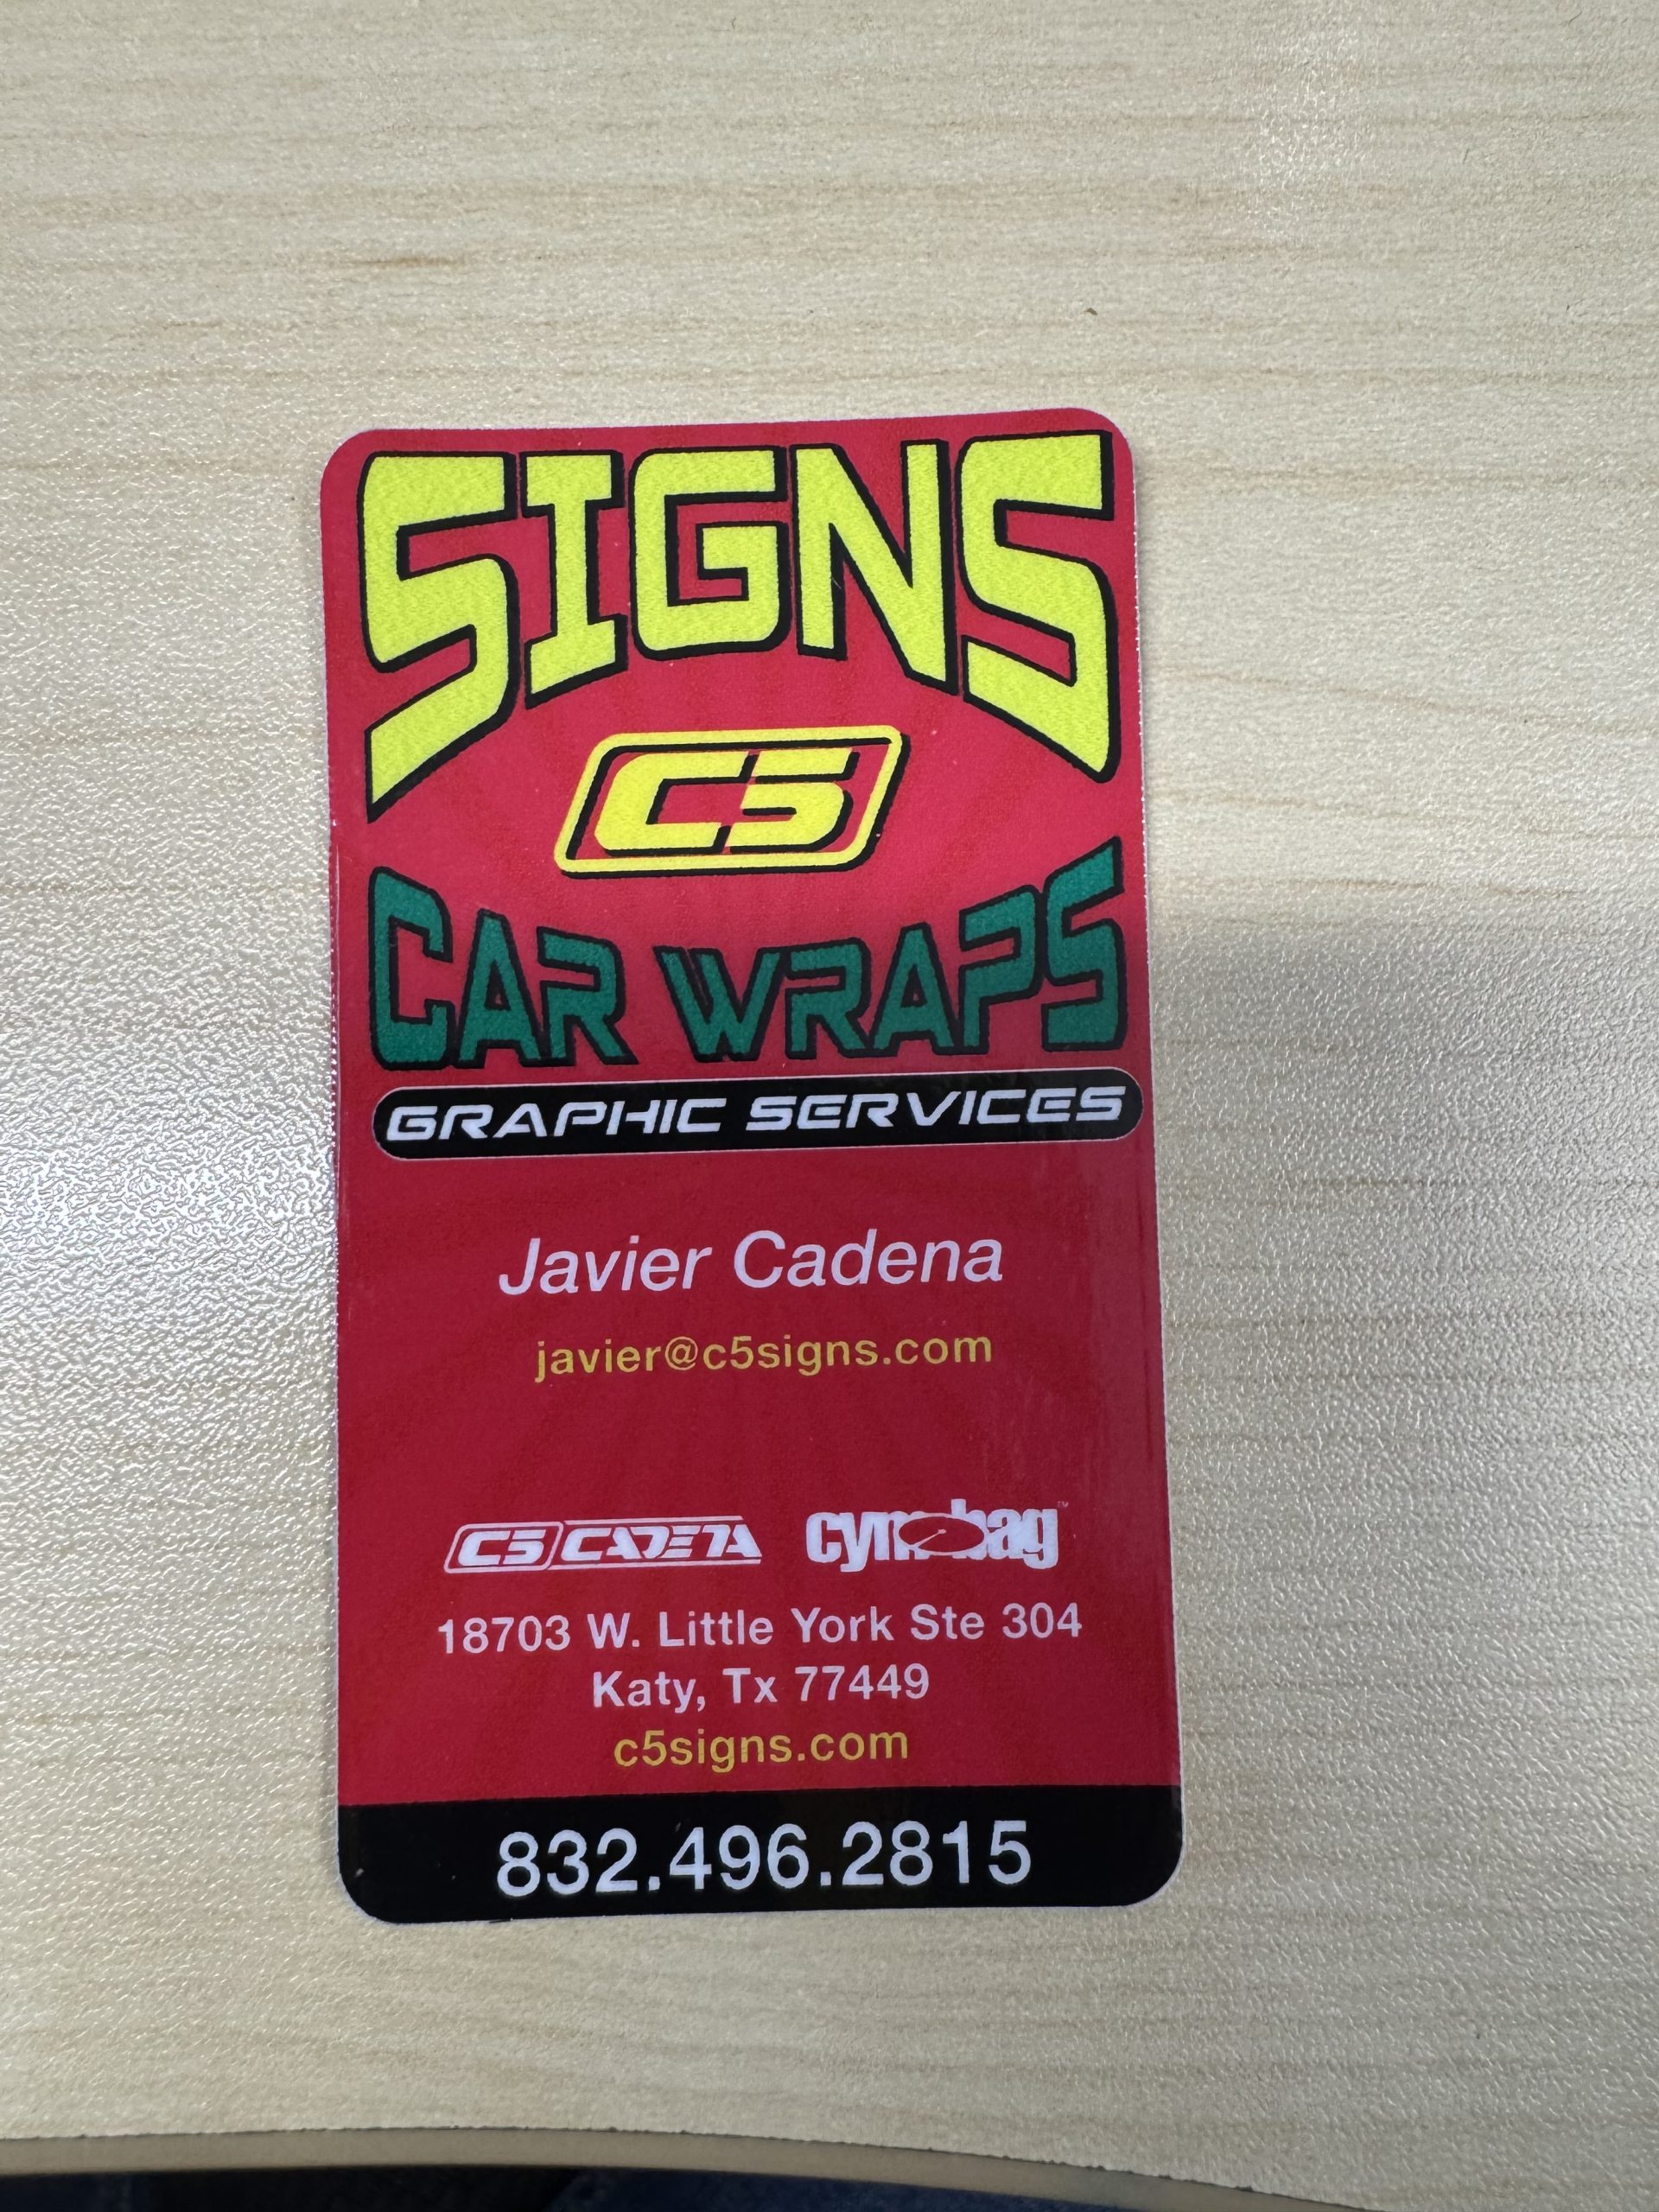 SIGNS
C5
CAR WRAPS
GRAPHIC SERVICES
Javier Cadena
javier@c5signs.com
C5 CADENA cymbag™
18703 W. Little York Ste 304
Katy, Tx 77449
c5signs.com
832.496.2815